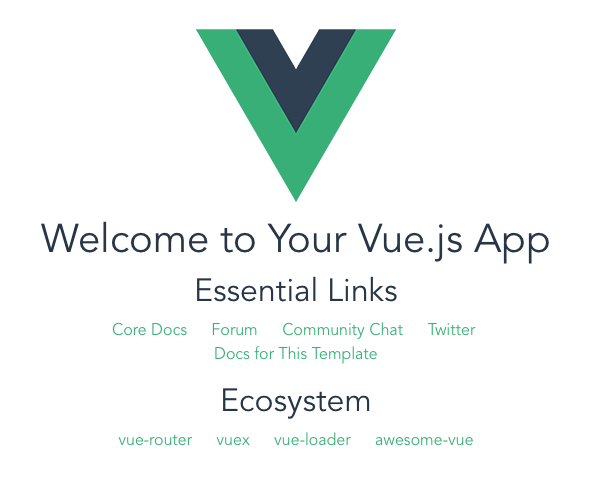 Welcome to Your Vue.js App
Essential Links
Core Docs Forum Community Chat Twitter
Docs for This Template
Ecosystem
vue-router vuex vue-loader awesome-vue